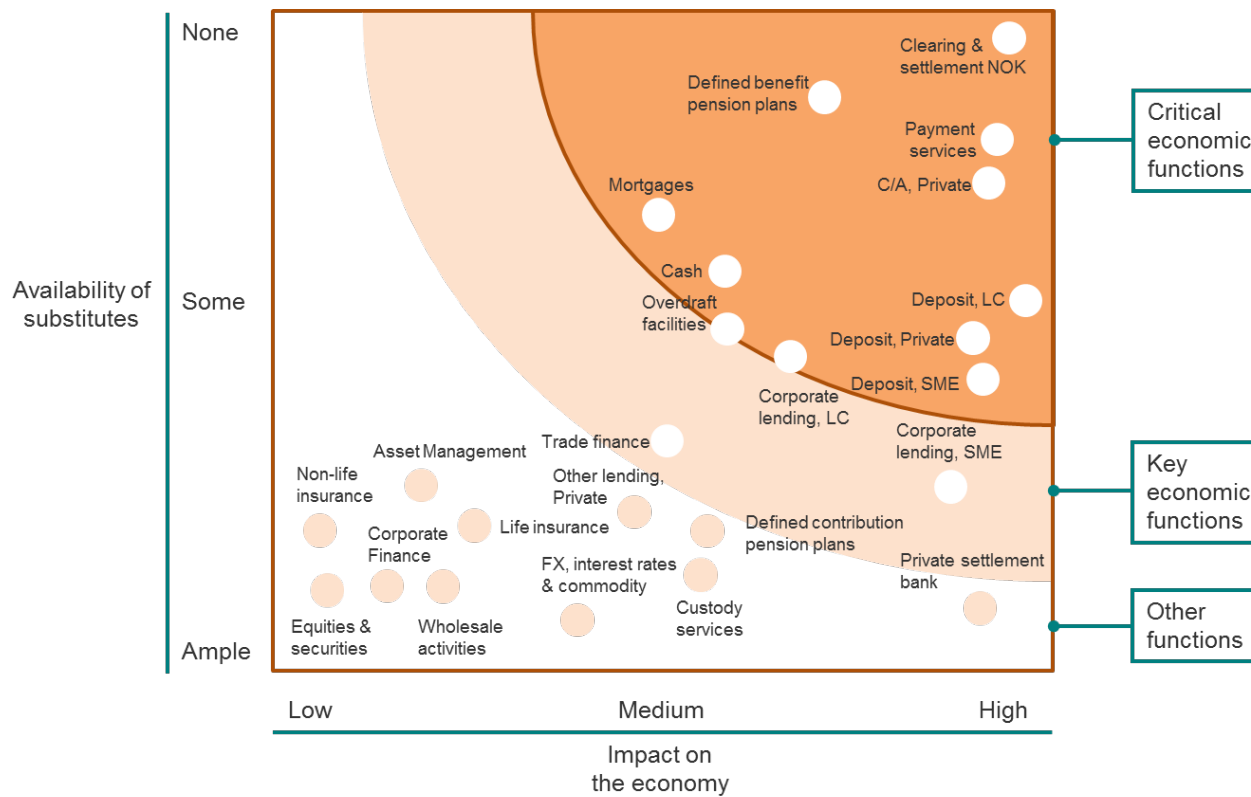 None
Clearing &
settlement NOK
Defined benefit
pension plans
Critical
economic
functions
Payment
services
C/A, Private
Mortgages
Availability of
substitutes
Some
Cash
Overdraft
facilities
Deposit, LC
Deposit, Private
Deposit, SME
Corporate
lending, LC
Corporate
lending, SME
Trade finance
Asset Management
Non-life
insurance
Other lending,
Private
Key
economic
functions
Life insurance
Corporate
Finance
Defined contribution
pension plans
FX, interest rates
& commodity
Private settlement
bank
Custody
services
Equities &
securities
Wholesale
activities
Other
functions
Ample
Low
Medium
High
Impact on
the economy